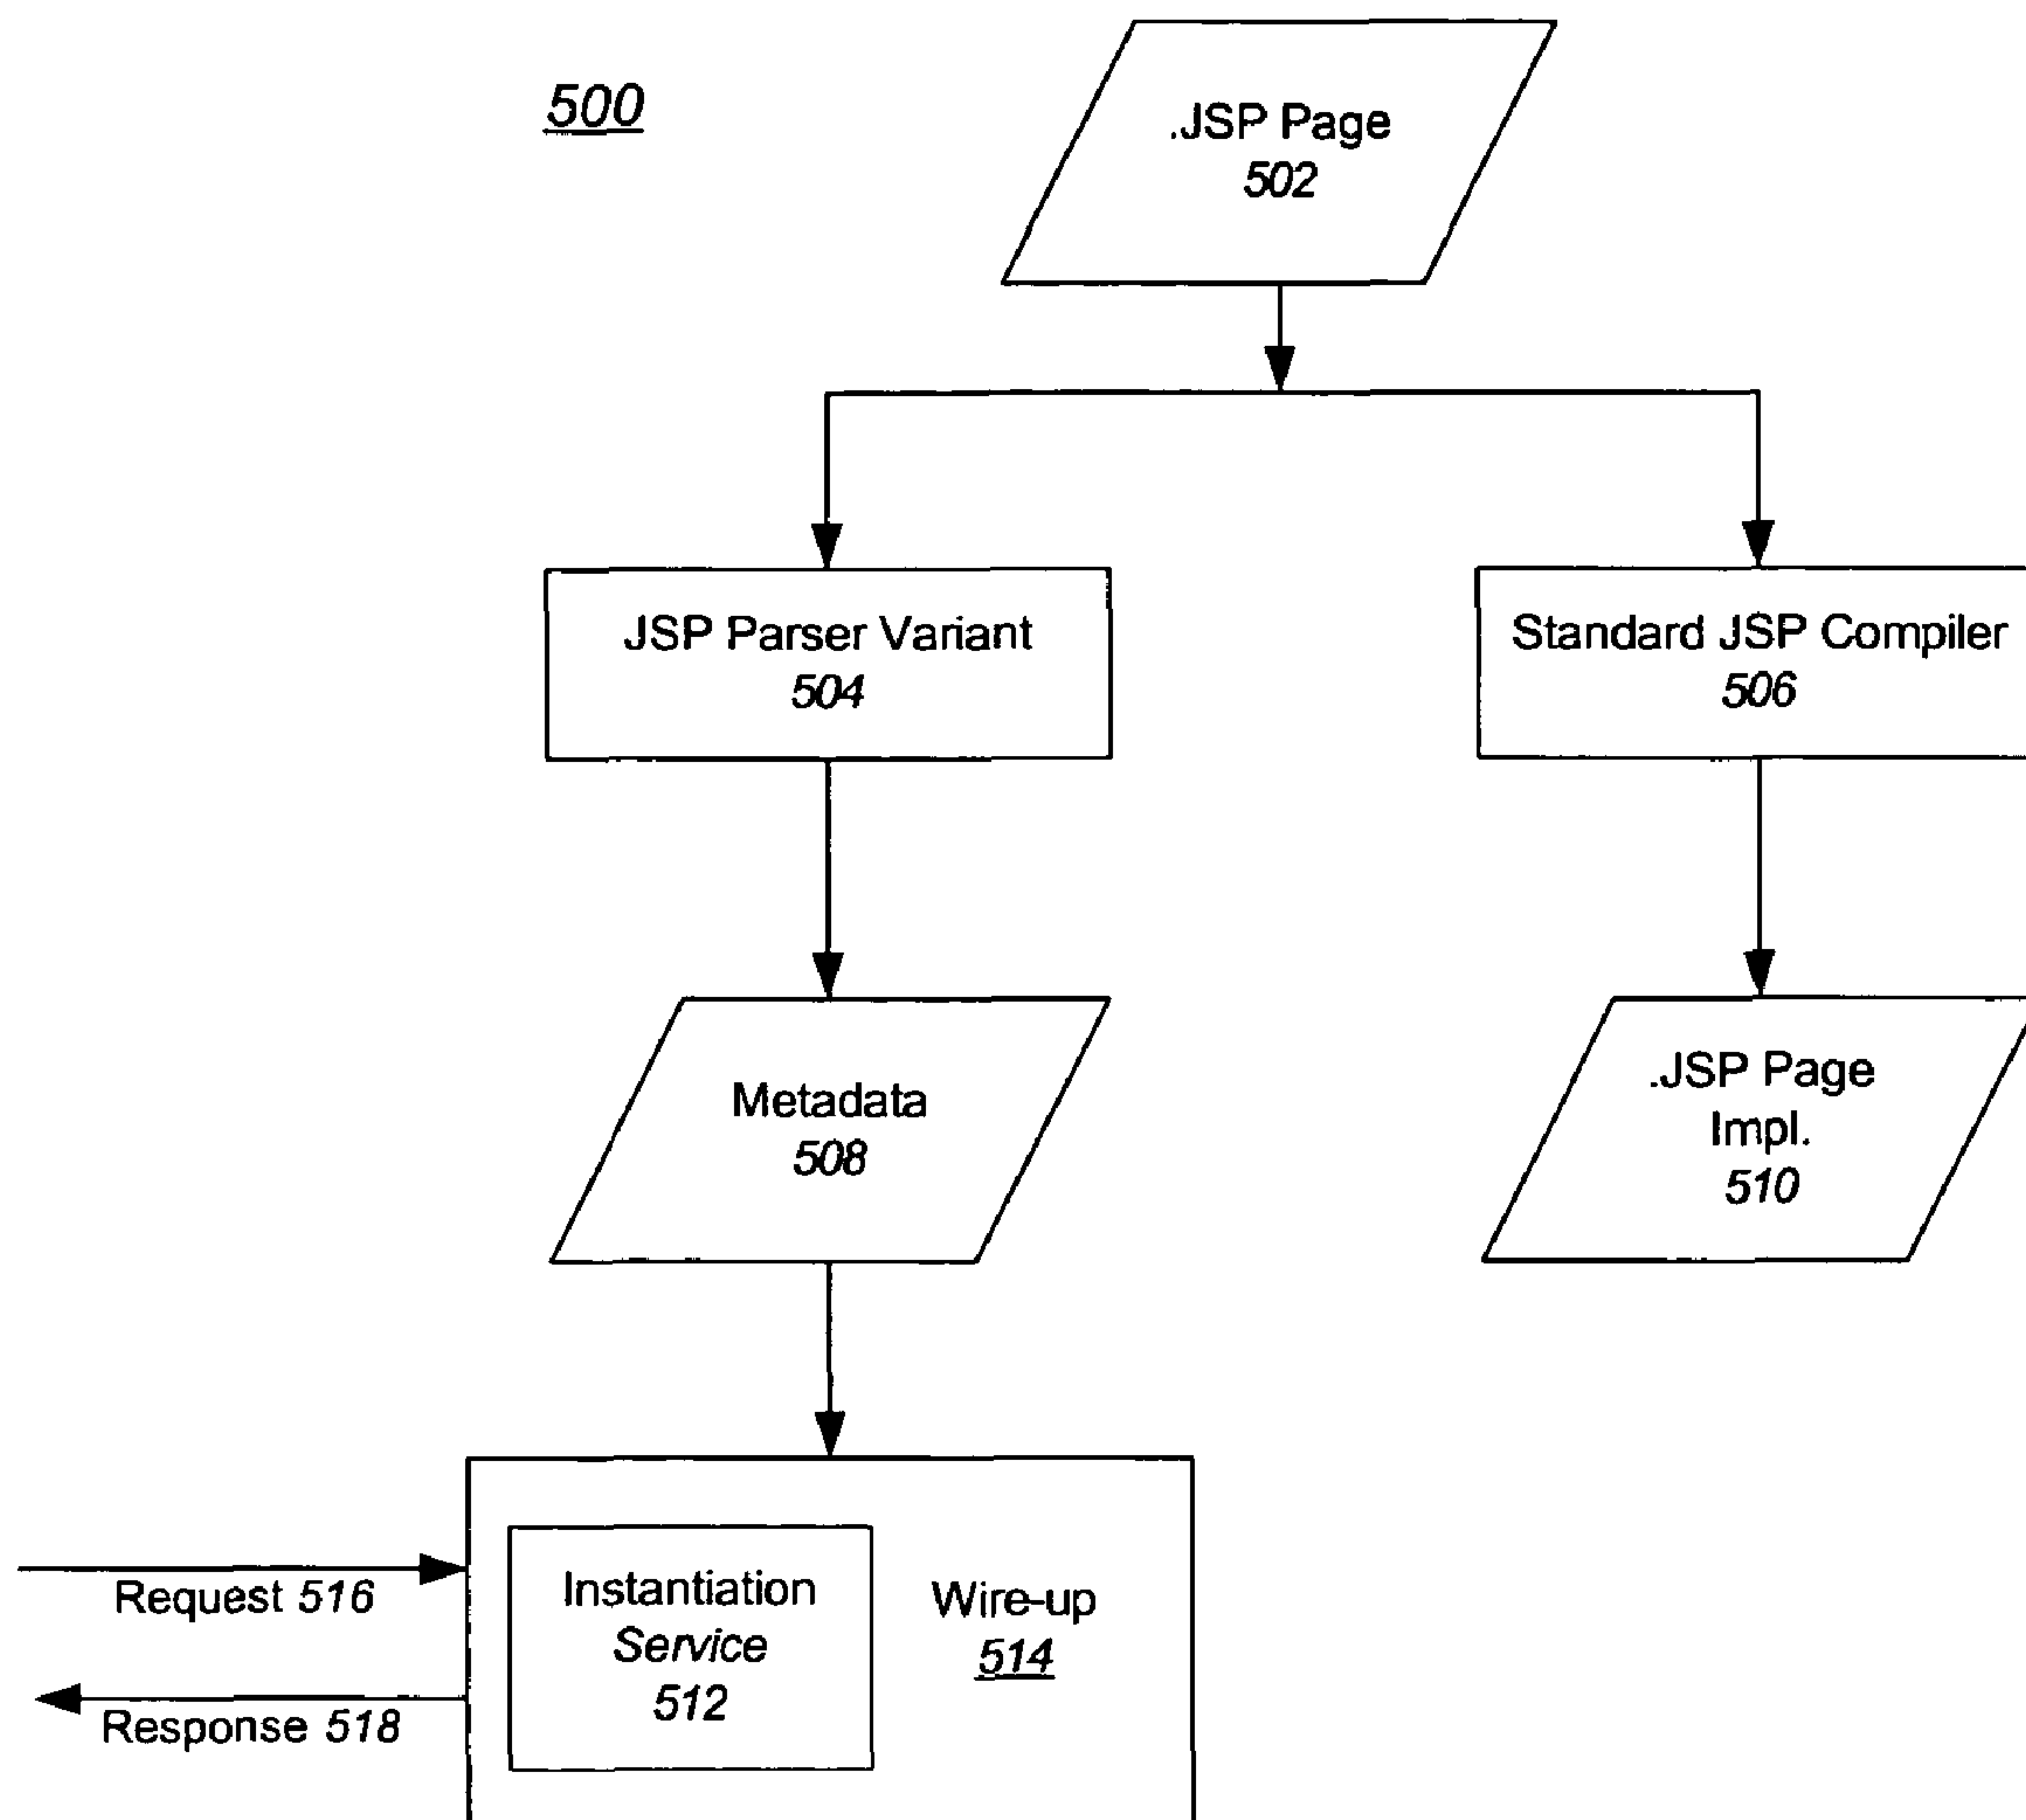 500
.JSP Page
502
JSP Parser Variant
504
Standard JSP Compiler
506
Metadata
508
.JSP Page
Impl.
510
Request 516
Response 518
Instantiation
Service
512
Wire-up
514